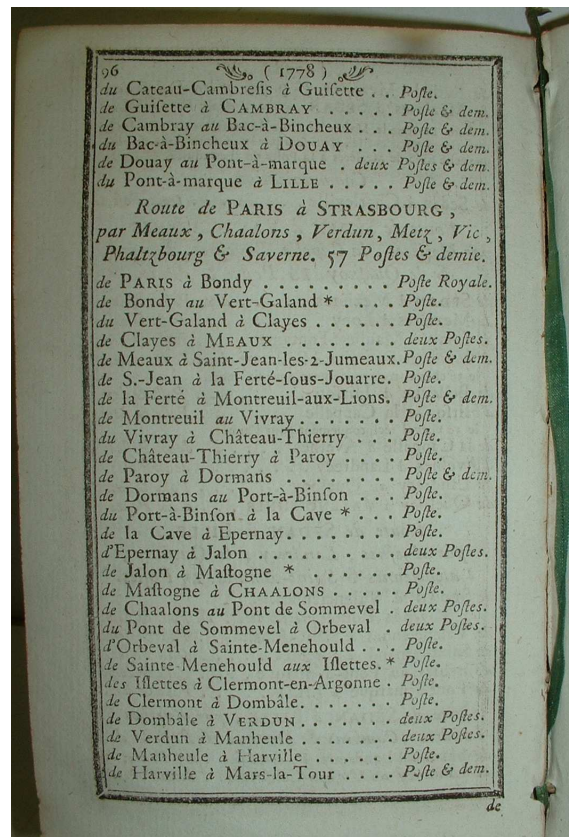 96 ( 1778 )
du Cateau-Cambresis à Guisette . . Poste.
de Guisette à CAMBRAY . . . . . Poste & dem.
de Cambray au Bac-à-Bincheux . . . Poste & dem.
du Bac-à-Bincheux à DOUAY . . . Poste & dem.
de Douay au Pont-à-marque . deux Postes & dem.
du Pont-à-marque à LILLE . . . . . Poste & dem.
Route de PARIS à STRASBOURG ,
par Meaux , Chaalons , Verdun, Metz , Vic ,
Phaltzbourg & Saverne. 57 Postes & demie.
de PARIS à Bondy . . . . . . . . . Poste Royale.
de Bondy au Vert-Galand * . . . . Poste.
du Vert-Galand à Clayes . . . . . . Poste.
de Clayes à MEAUX . . . . . . . . deux Postes.
de Meaux à Saint-Jean-les-2-Jumeaux. Poste & dem.
de S.-Jean à la Ferté-sous-Jouarre. Poste.
de la Ferté à Montreuil-aux-Lions. Poste & dem.
de Montreuil au Vivray . . . . . . . Poste.
du Vivray à Château-Thierry . . . Poste.
de Château-Thierry à Paroy . . . . Poste.
de Paroy à Dormans . . . . . . . . Poste & dem.
de Dormans au Port-à-Binson . . . Poste.
du Port-à-Binson à la Cave * . . . Poste.
de la Cave à Epernay. . . . . . . . Poste.
d'Epernay à Jalon . . . . . . . . . . deux Postes.
de Jalon à Mastogne * . . . . . . Poste.
de Mastogne à CHAALONS . . . . . Poste.
de Chaalons au Pont de Sommevel . deux Postes.
du Pont de Sommevel à Orbeval . deux Postes.
d'Orbeval à Sainte-Menehould . . . Poste.
de Sainte-Menehould aux Islettes. * Poste.
des Islettes à Clermont-en-Argonne . Poste.
de Clermont à Dombâle. . . . . . . Poste.
de Dombâle à VERDUN . . . . . . . deux Postes.
de Verdun à Manheule . . . . . . . deux Postes.
de Manheule à Harville . . . . . . Poste.
de Harville à Mars-la-Tour . . . . Poste & dem.
de